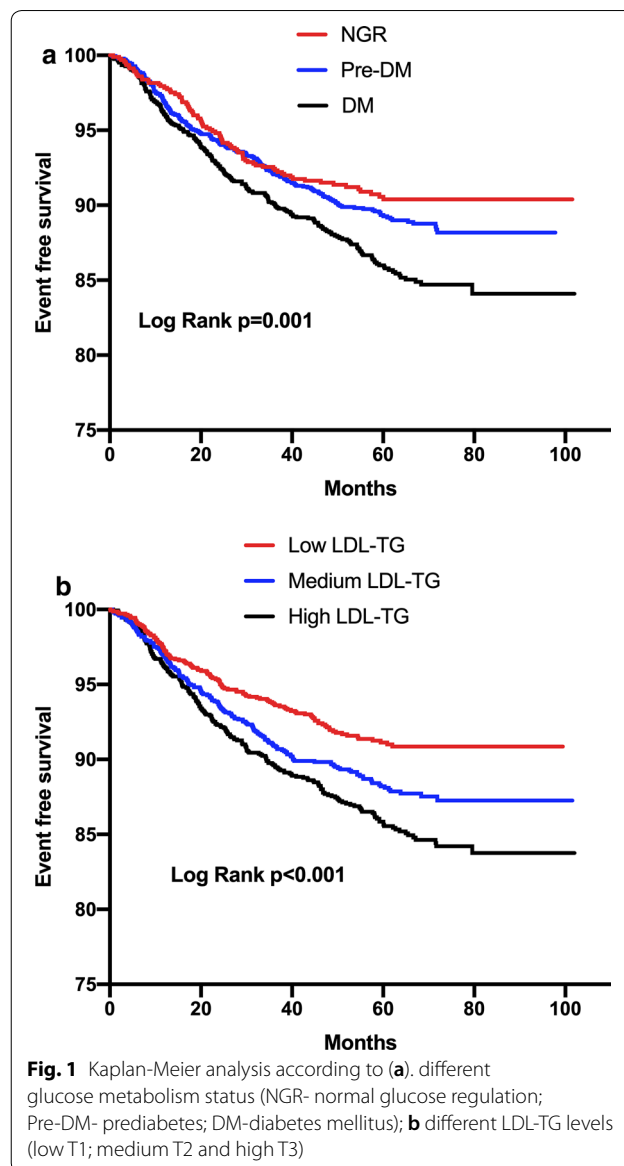 a
NGR
Pre-DM
DM
100
95
90
85
80
75
Event free survival
Log Rank p=0.001
0 20 40 60 80 100
Months
b
Low LDL-TG
Medium LDL-TG
High LDL-TG
100
95
90
85
80
75
Event free survival
Log Rank p<0.001
0 20 40 60 80 100
Months
Fig. 1 Kaplan-Meier analysis according to (a). different
glucose metabolism status (NGR- normal glucose regulation;
Pre-DM- prediabetes; DM-diabetes mellitus); b different LDL-TG levels
(low T1; medium T2 and high T3)